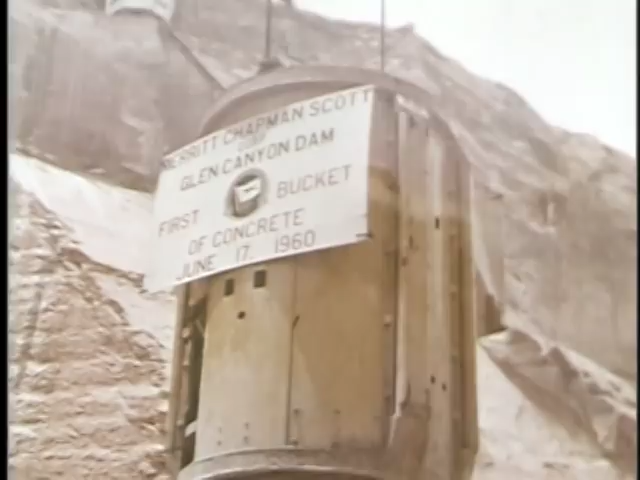 MERRITT CHAPMAN SCOTT
GLEN CANYON DAM
FIRST BUCKET
OF CONCRETE
JUNE 17, 1960